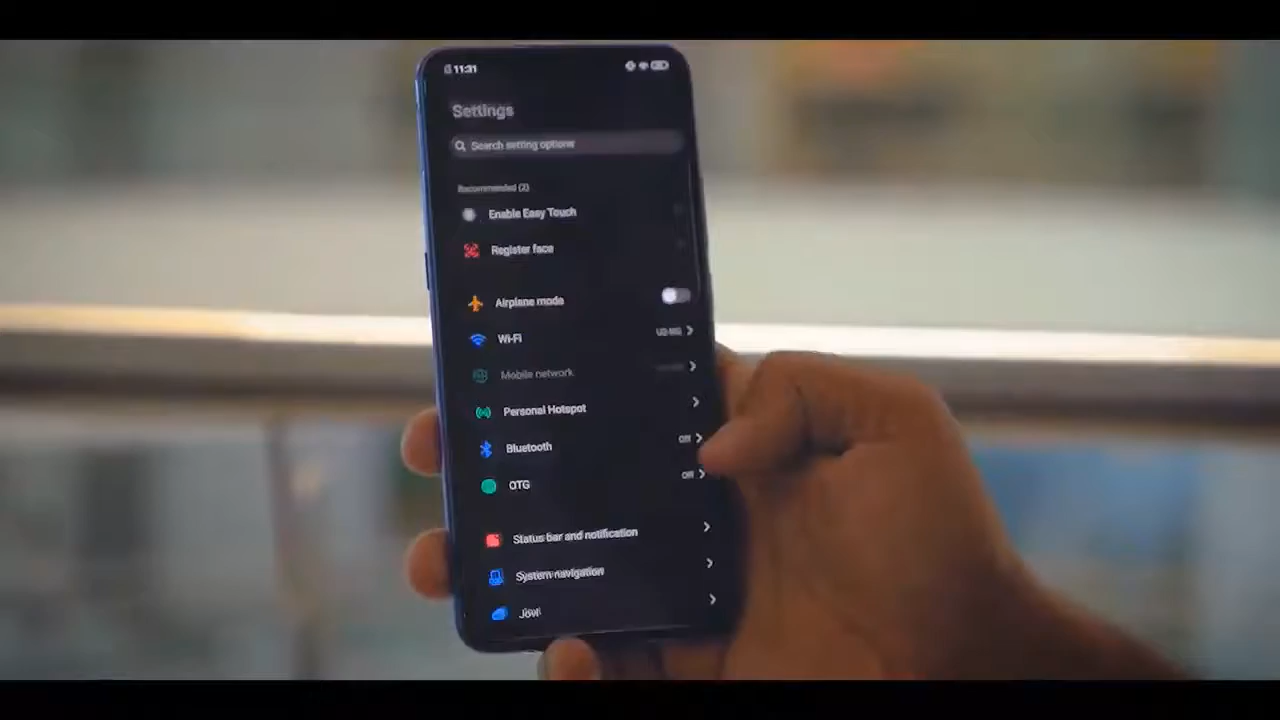 11:31
Settings
Search setting options
Recommended (2)
Enable Easy Touch
Register face
Airplane mode
Wi-Fi
Mobile network
Personal Hotspot
Bluetooth Off
OTG Off
Status bar and notification
System navigation
Jovi